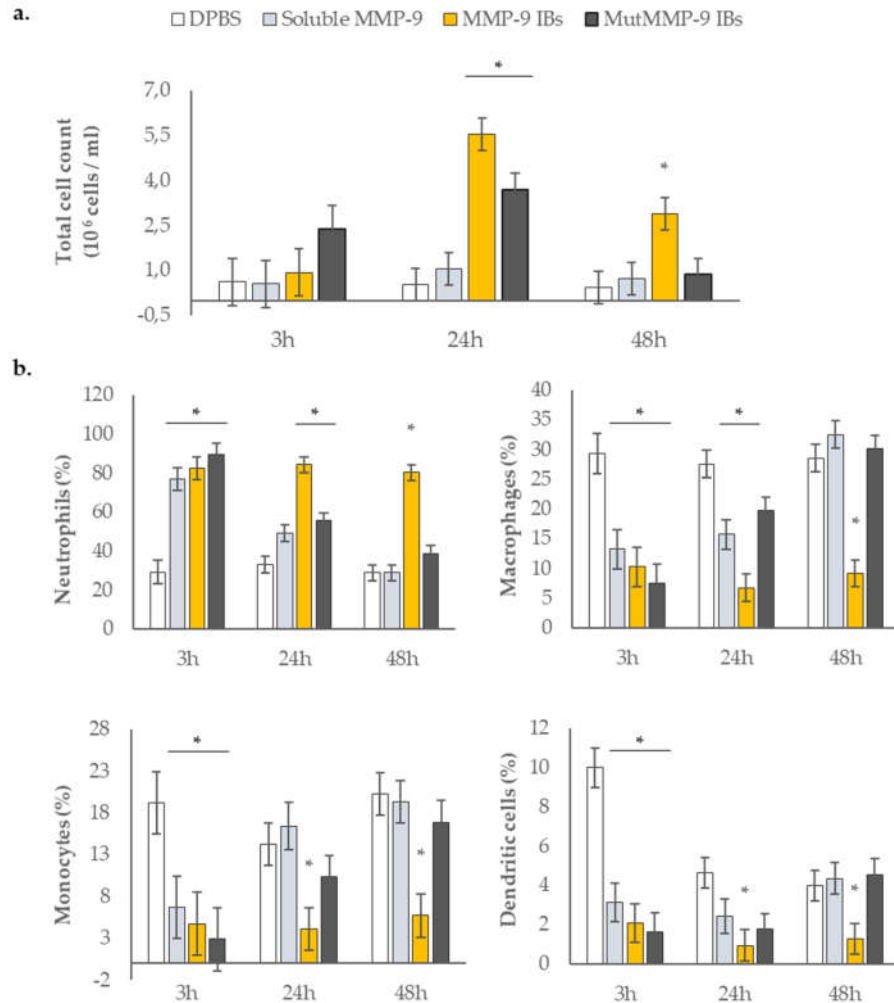 a.
DPBS Soluble MMP-9 MMP-9 IBs MutMMP-9 IBs
*
7,0
5,5
4,0
2,5
1,0
-0,5
Total cell count
(10⁶ cells / ml)
*
3h 24h 48h
b.
120
100
80
60
40
20
0
Neutrophils (%)
* * *
3h 24h 48h
40
35
30
25
20
15
10
5
0
Macrophages (%)
* * *
3h 24h 48h
28
23
18
13
8
3
-2
Monocytes (%)
* * *
3h 24h 48h
12
10
8
6
4
2
0
Dendritic cells (%)
* * *
3h 24h 48h